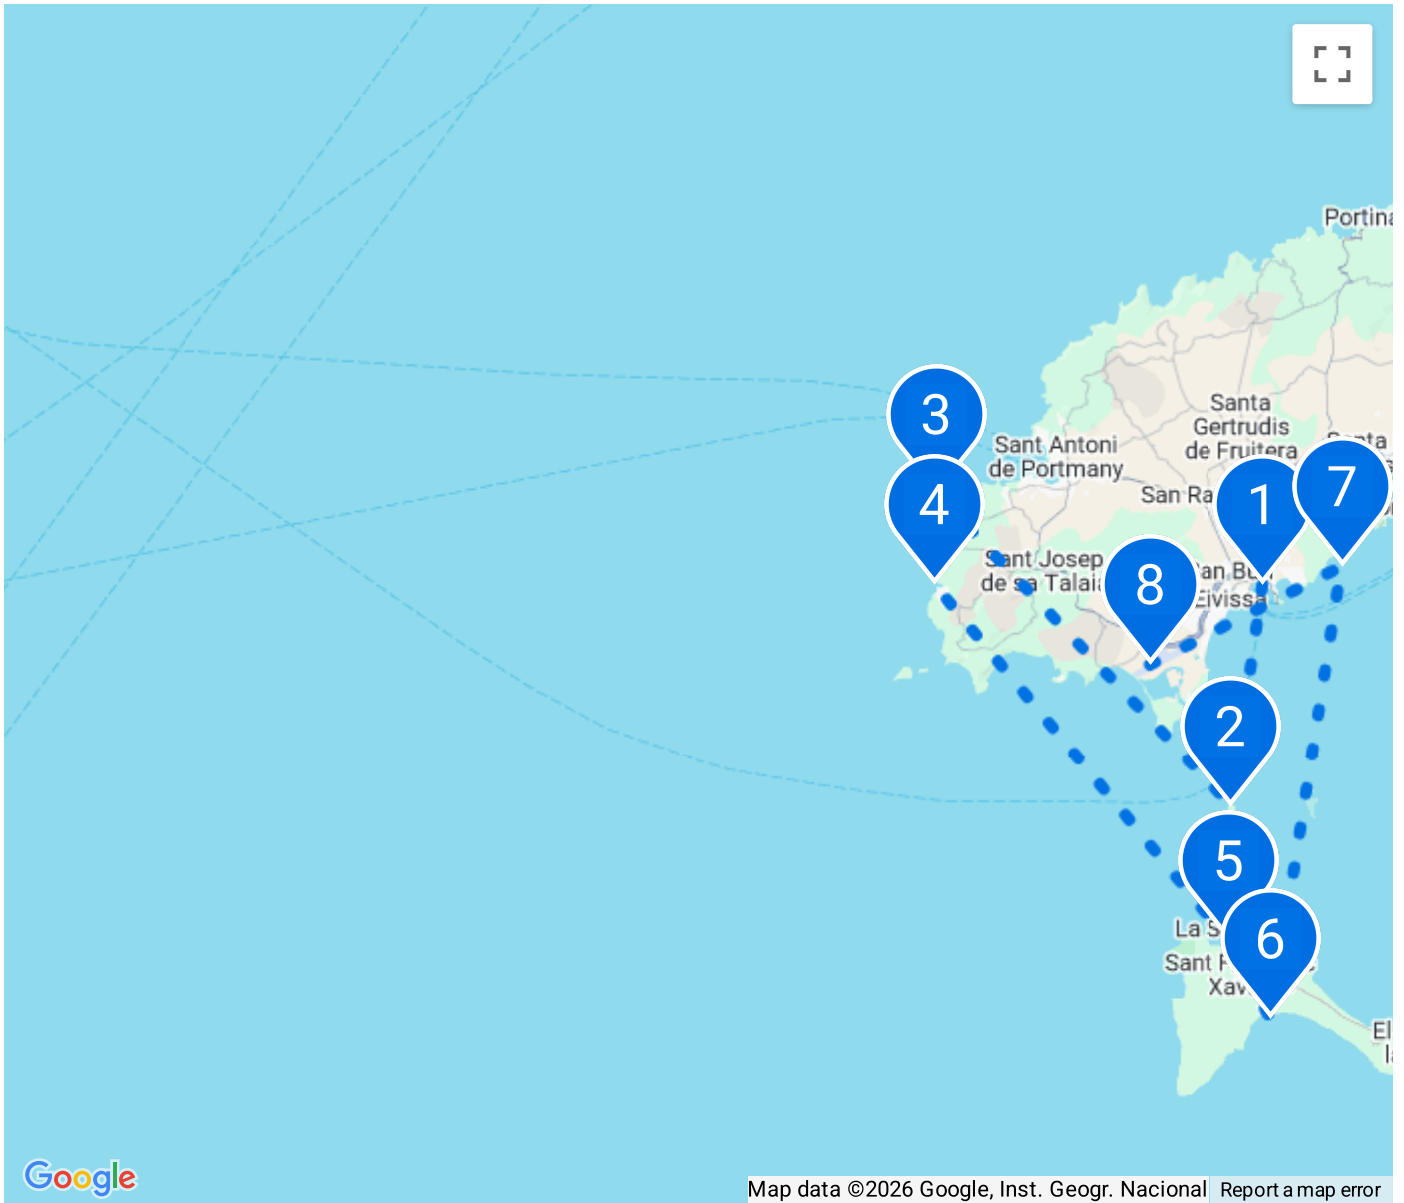 Portina
3
Santa
Gertrudis
de Fruitera
Sant Antoni
de Portmany
4
San Ra
1
7
Sant Josep
de sa Talaia
8
Eivissa
2
5
La S
6
Sant F
Xav
El
Google
Map data ©2026 Google, Inst. Geogr. Nacional
Report a map error